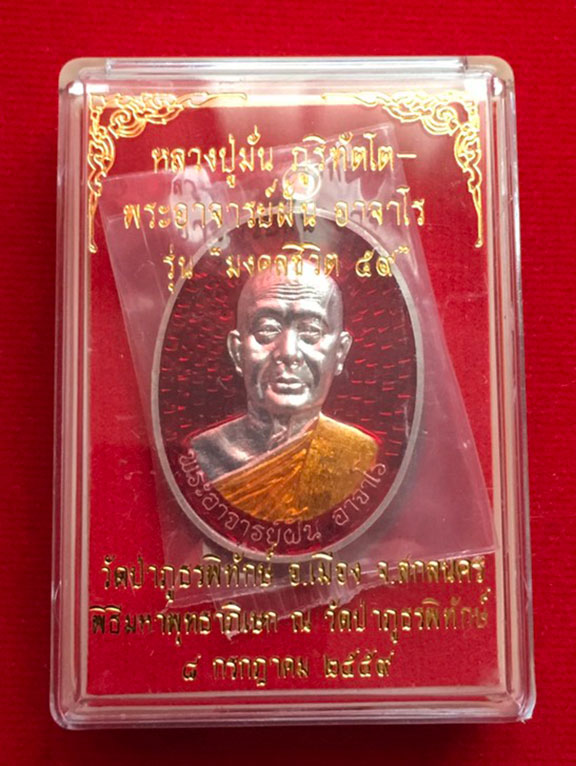 หลวงปู่มั่น ภูริทัตโต-
พระอาจารย์ฝั้น อาจาโร
รุ่น "มงคลชีวิต ๕๙"
พระอาจารย์ฝั้น อาจาโร
วัดป่าภูธรพิทักษ์ อ.เมือง จ.สกลนคร
พิธีมหาพุทธาภิเษก ณ วัดป่าภูธรพิทักษ์
๘ กรกฎาคม ๒๕๕๙